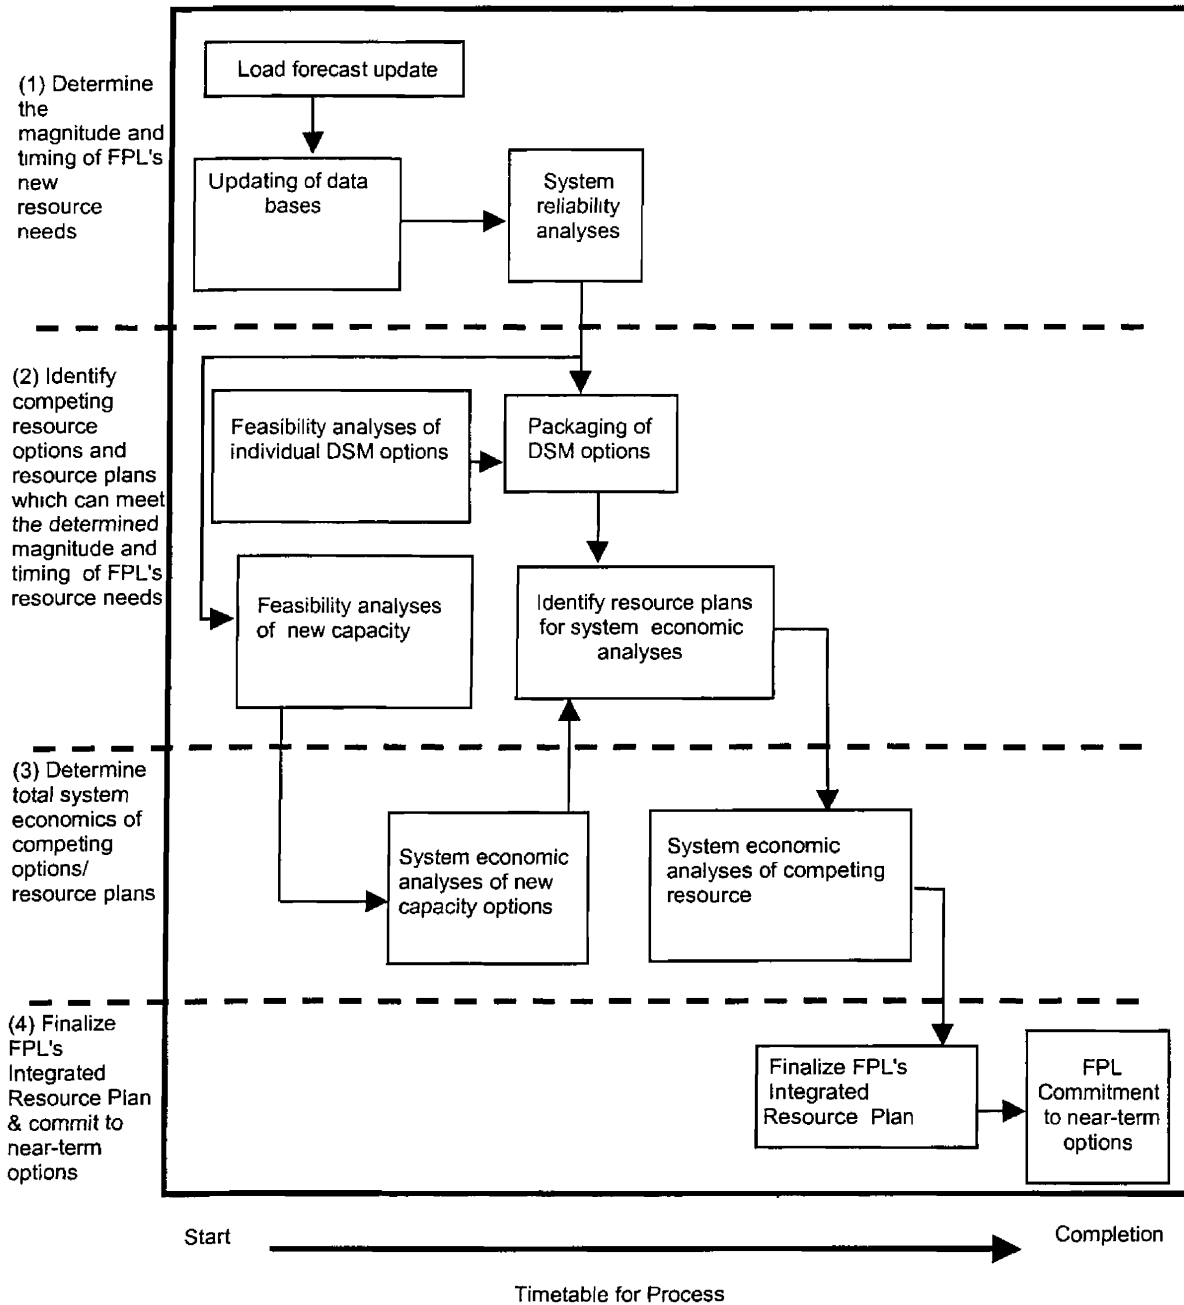 (1) Determine
the
magnitude and
timing of FPL's
new
resource
needs
Load forecast update
Updating of data
bases
System
reliability
analyses
(2) Identify
competing
resource
options and
resource plans
which can meet
the determined
magnitude and
timing of FPL's
resource needs
Feasibility analyses of
individual DSM options
Packaging of
DSM options
Feasibility analyses
of new capacity
Identify resource plans
for system economic
analyses
(3) Determine
total system
economics of
competing
options/
resource plans
System economic
analyses of new
capacity options
System economic
analyses of competing
resource
(4) Finalize
FPL's
Integrated
Resource Plan
& commit to
near-term
options
Finalize FPL's
Integrated
Resource Plan
FPL
Commitment
to near-term
options
Start
Completion
Timetable for Process